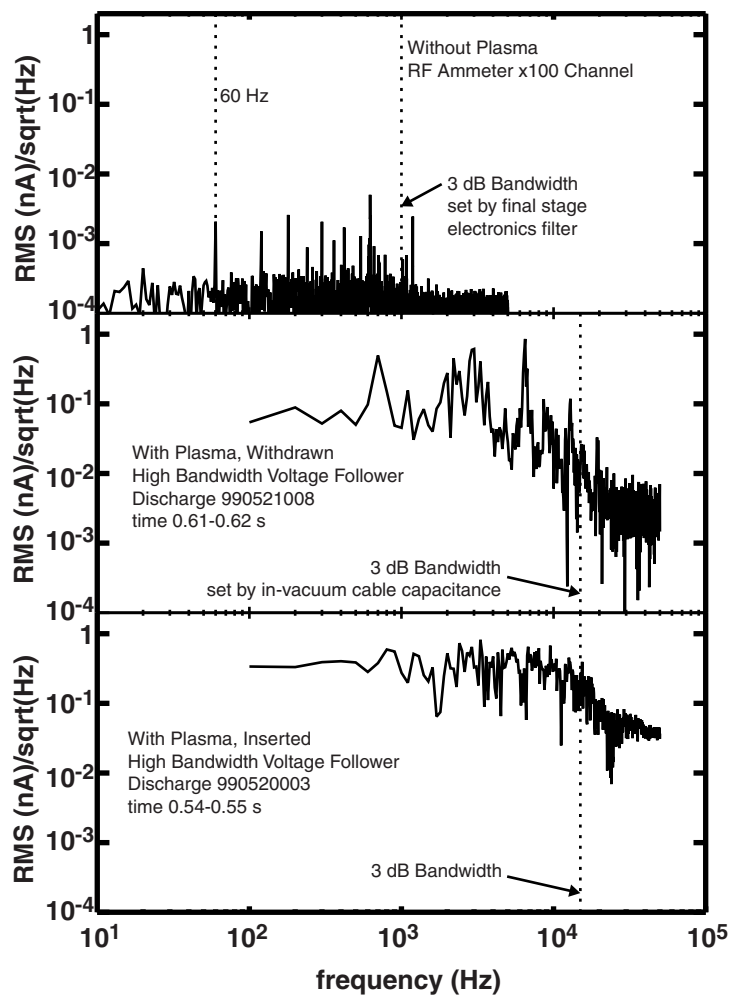 1
10-1
10-2
10-3
10-4
RMS (nA)/sqrt(Hz)
60 Hz
Without Plasma
RF Ammeter x100 Channel
3 dB Bandwidth
set by final stage
electronics filter
1
10-1
10-2
10-3
10-4
RMS (nA)/sqrt(Hz)
With Plasma, Withdrawn
High Bandwidth Voltage Follower
Discharge 990521008
time 0.61-0.62 s
3 dB Bandwidth
set by in-vacuum cable capacitance
1
10-1
10-2
10-3
10-4
RMS (nA)/sqrt(Hz)
With Plasma, Inserted
High Bandwidth Voltage Follower
Discharge 990520003
time 0.54-0.55 s
3 dB Bandwidth
101 102 103 104 105
frequency (Hz)